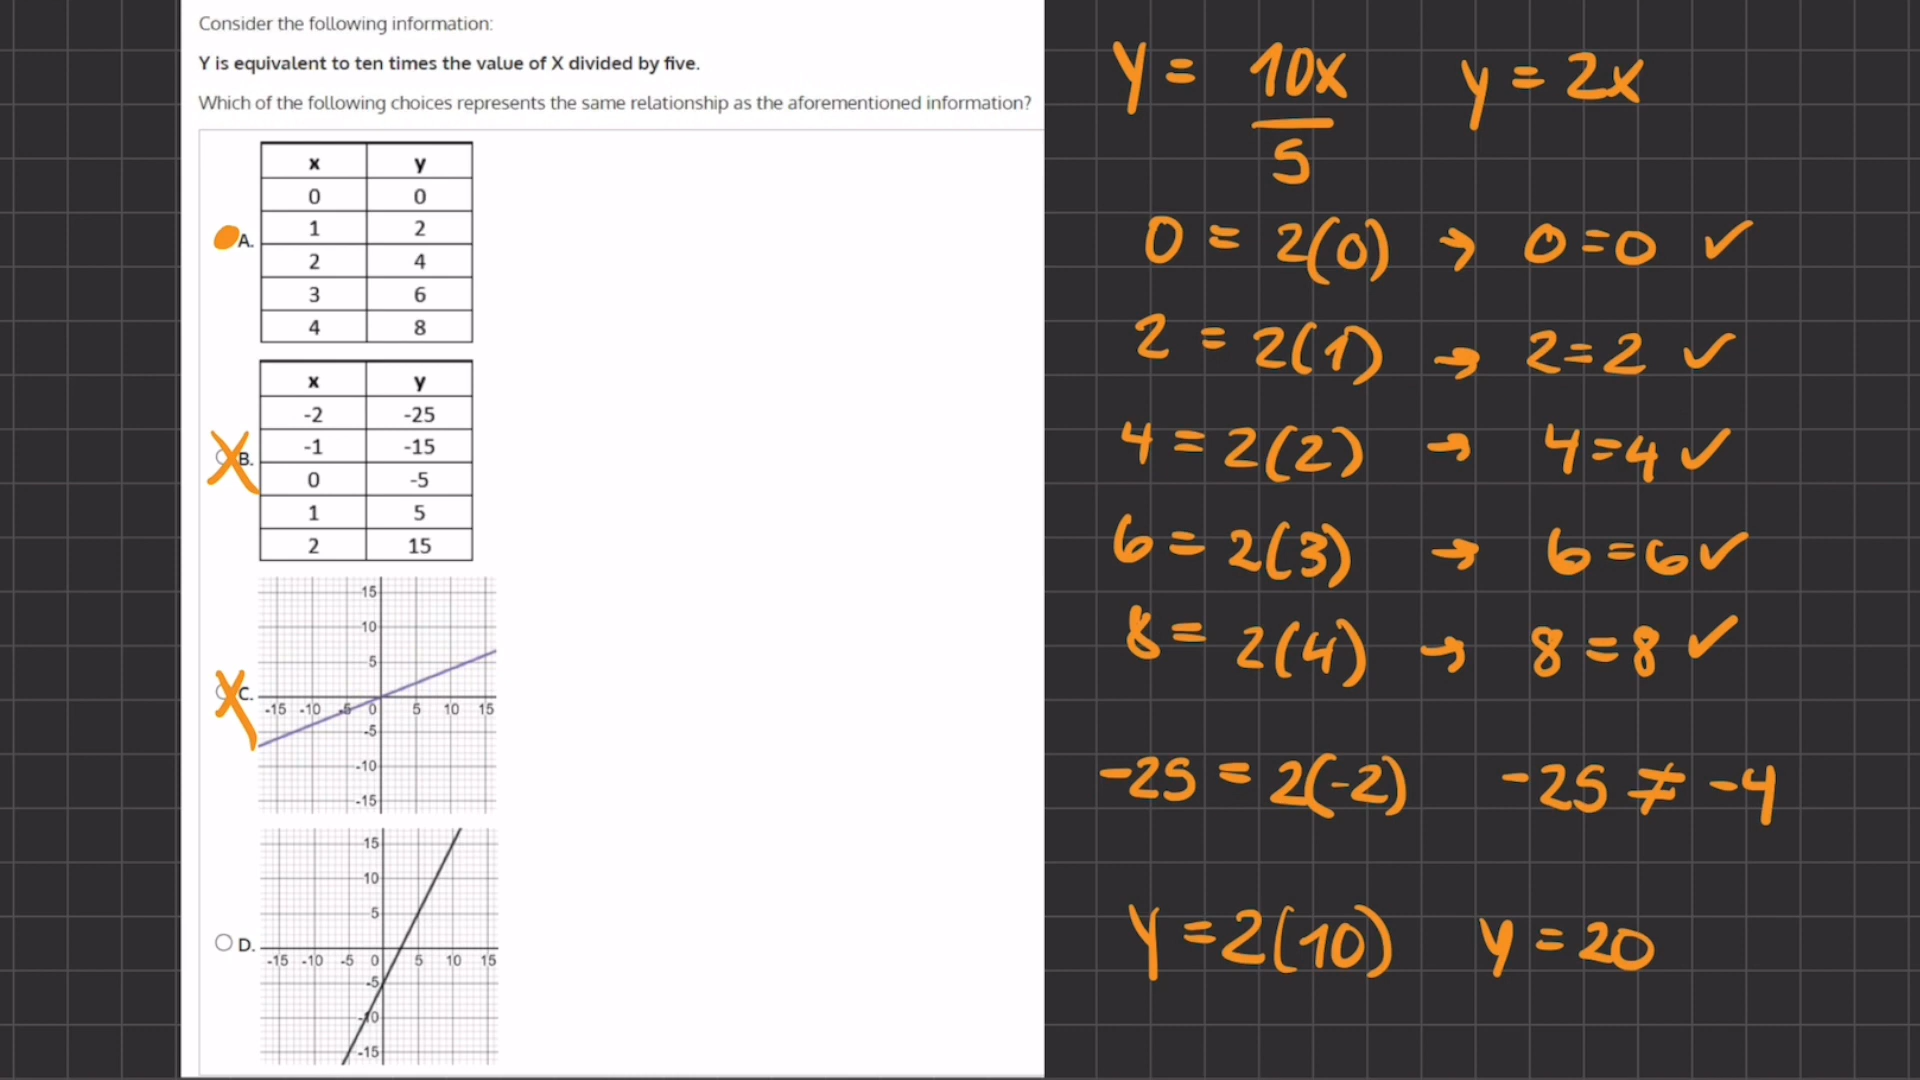 Consider the following information:
Y is equivalent to ten times the value of X divided by five.
Which of the following choices represents the same relationship as the aforementioned information?
A.
x y
0 0
1 2
2 4
3 6
4 8
B.
x y
-2 -25
-1 -15
0 -5
1 5
2 15
C.
15
10
5
-15 -10 -5 0 5 10 15
-5
-10
-15
D.
15
10
5
-15 -10 -5 0 5 10 15
-5
-10
-15
y = 10x/5 y = 2x
0 = 2(0) → 0=0 ✓
2 = 2(1) → 2=2 ✓
4 = 2(2) → 4=4 ✓
6 = 2(3) → 6=6 ✓
8 = 2(4) → 8=8 ✓
-25 = 2(-2) -25 ≠ -4
y=2(10) y=20